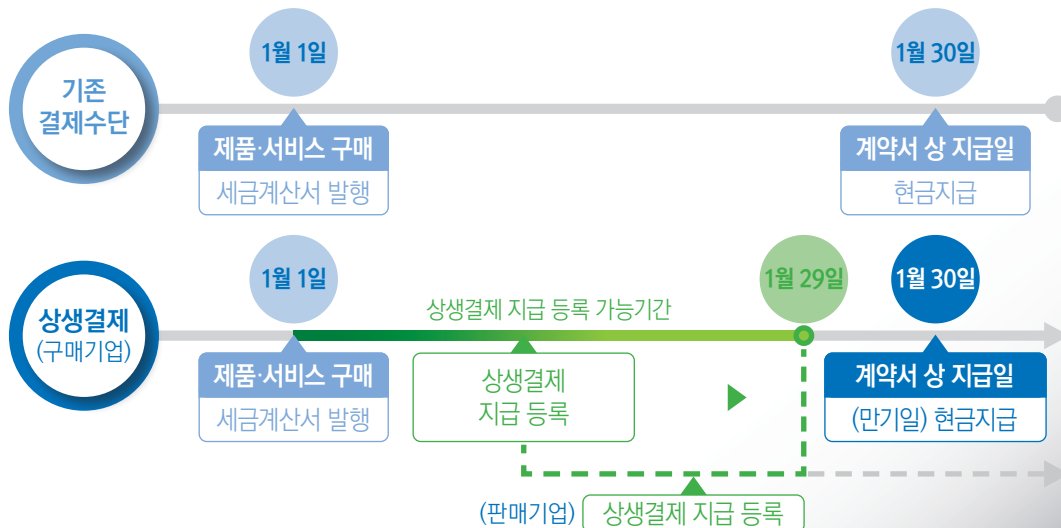 기존
결제수단
1월 1일
1월 30일
제품·서비스 구매
세금계산서 발행
계약서 상 지급일
현금지급
상생결제
(구매기업)
1월 1일
상생결제 지급 등록 가능기간
1월 29일
1월 30일
제품·서비스 구매
세금계산서 발행
상생결제
지급 등록
계약서 상 지급일
(만기일) 현금지급
(판매기업) 상생결제 지급 등록